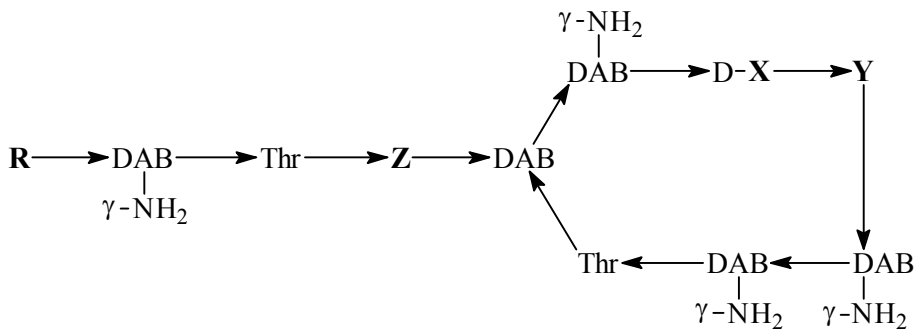 γ-NH₂
DAB D-X Y
R DAB Thr Z DAB
γ-NH₂
Thr DAB DAB
γ-NH₂ γ-NH₂